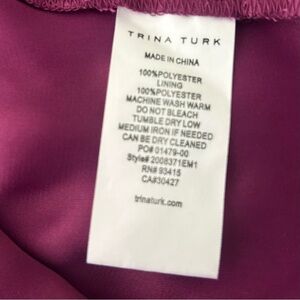 TRINA TURK
MADE IN CHINA
100%POLYESTER
LINING
100%POLYESTER
MACHINE WASH WARM
DO NOT BLEACH
TUMBLE DRY LOW
MEDIUM IRON IF NEEDED
CAN BE DRY CLEANED
PO# 01479-00
Style# 2008371EM1
RN# 93415
CA#30427
trinaturk.com